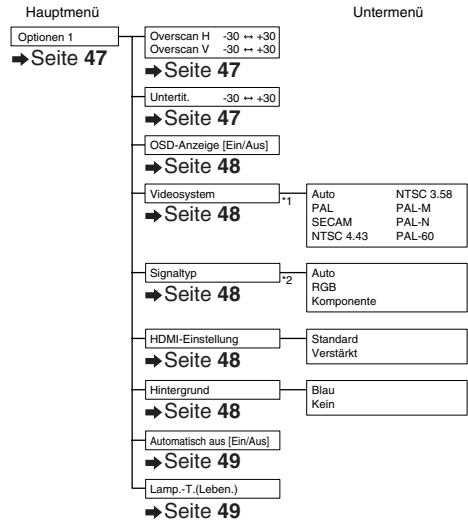 Hauptmenü
Untermenü
Optionen 1
➡Seite 47
Overscan H -30 ↔ +30
Overscan V -30 ↔ +30
➡Seite 47
Untertit. -30 ↔ +30
➡Seite 47
OSD-Anzeige [Ein/Aus]
➡Seite 48
Videosystem
*1
➡Seite 48
Auto NTSC 3.58
PAL PAL-M
SECAM PAL-N
NTSC 4.43 PAL-60
Signaltyp
*2
➡Seite 48
Auto
RGB
Komponente
HDMI-Einstellung
➡Seite 48
Standard
Verstärkt
Hintergrund
➡Seite 48
Blau
Kein
Automatisch aus [Ein/Aus]
➡Seite 49
Lamp.-T.(Leben.)
➡Seite 49